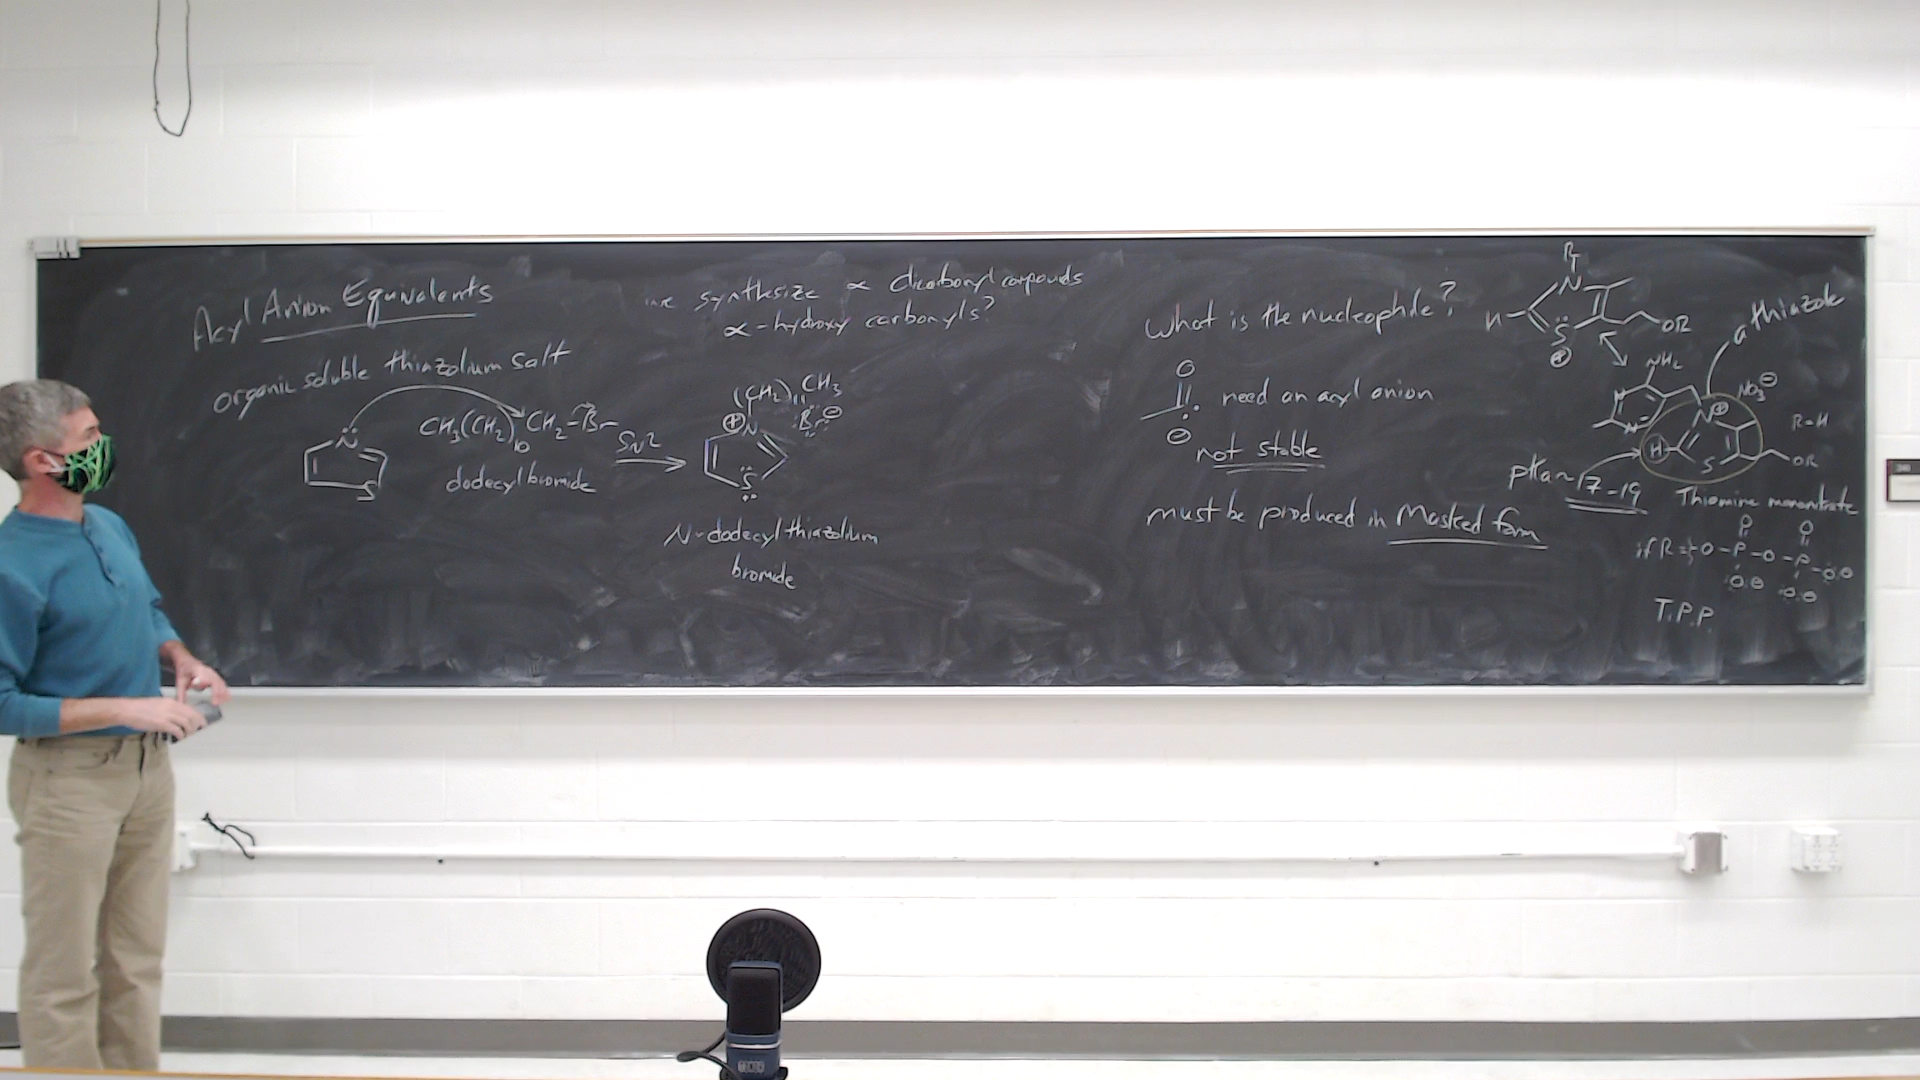 Acyl Anion Equivalents
organic soluble thiazolium salt
N
S
CH3(CH2)10CH2-Br
dodecyl bromide
SN2
(CH2)11CH3
⊕
N
:Br:⊖
S
N-dodecyl thiazolium
bromide
synthesize ∝ dicarbonyl compounds
∝-hydroxy carbonyls?
What is the nucleophile?
O
need an acyl anion
⊖
not stable
must be produced in Masked form
R
N
H
S
⊕
OR
a thiazole
NH2
N
N
N⊕
NO3⊖
H
S
R=H
OR
pKa~17-19
Thiamine mononitrate
O O
if R=}-O-P-O-P-O⊖
O⊖ O⊖
T.P.P